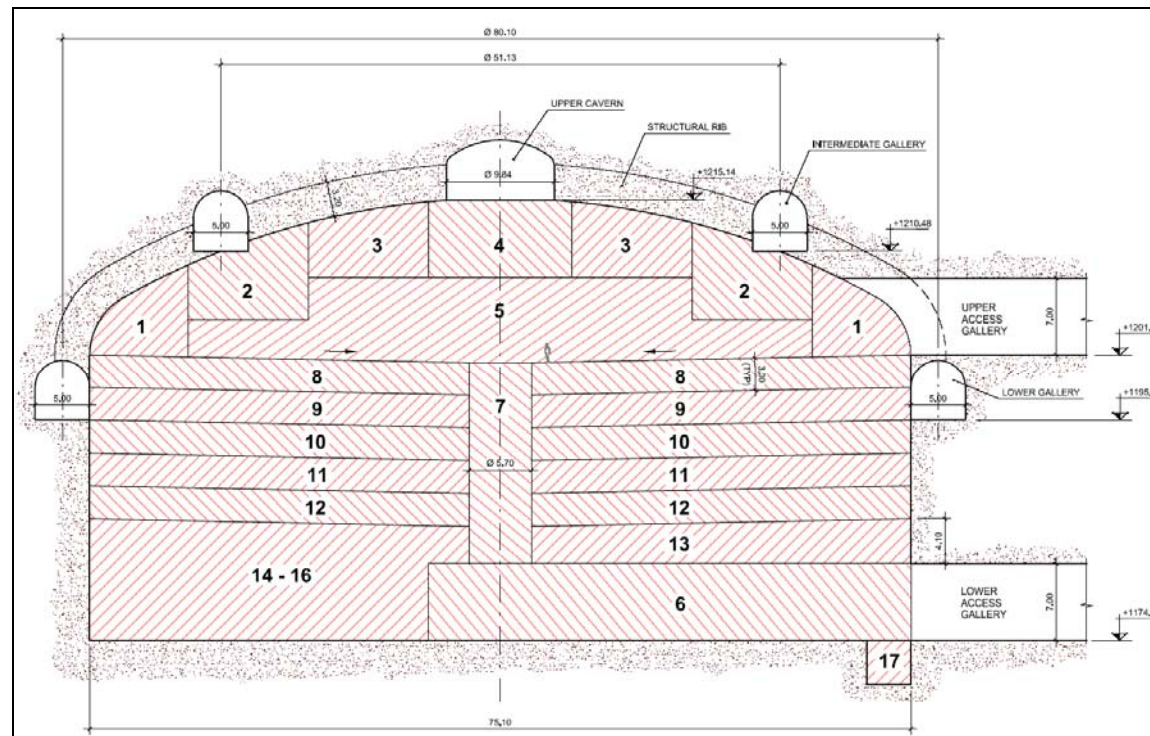 Ø 80.10
Ø 51.13
UPPER CAVERN
STRUCTURAL RIB
INTERMEDIATE GALLERY
Ø 9.84
+1215.14
5.00
5.00
+1210.48
3
4
3
2
2
1
5
1
UPPER
ACCESS
GALLERY
7.00
+1201.
8
7
8
3.20
(TYP)
5.00
5.00
LOWER GALLERY
+1195.
9
9
10
10
11
Ø 5.70
11
12
12
13
4.10
14 - 16
6
LOWER
ACCESS
GALLERY
7.00
+1174.
17
75.10